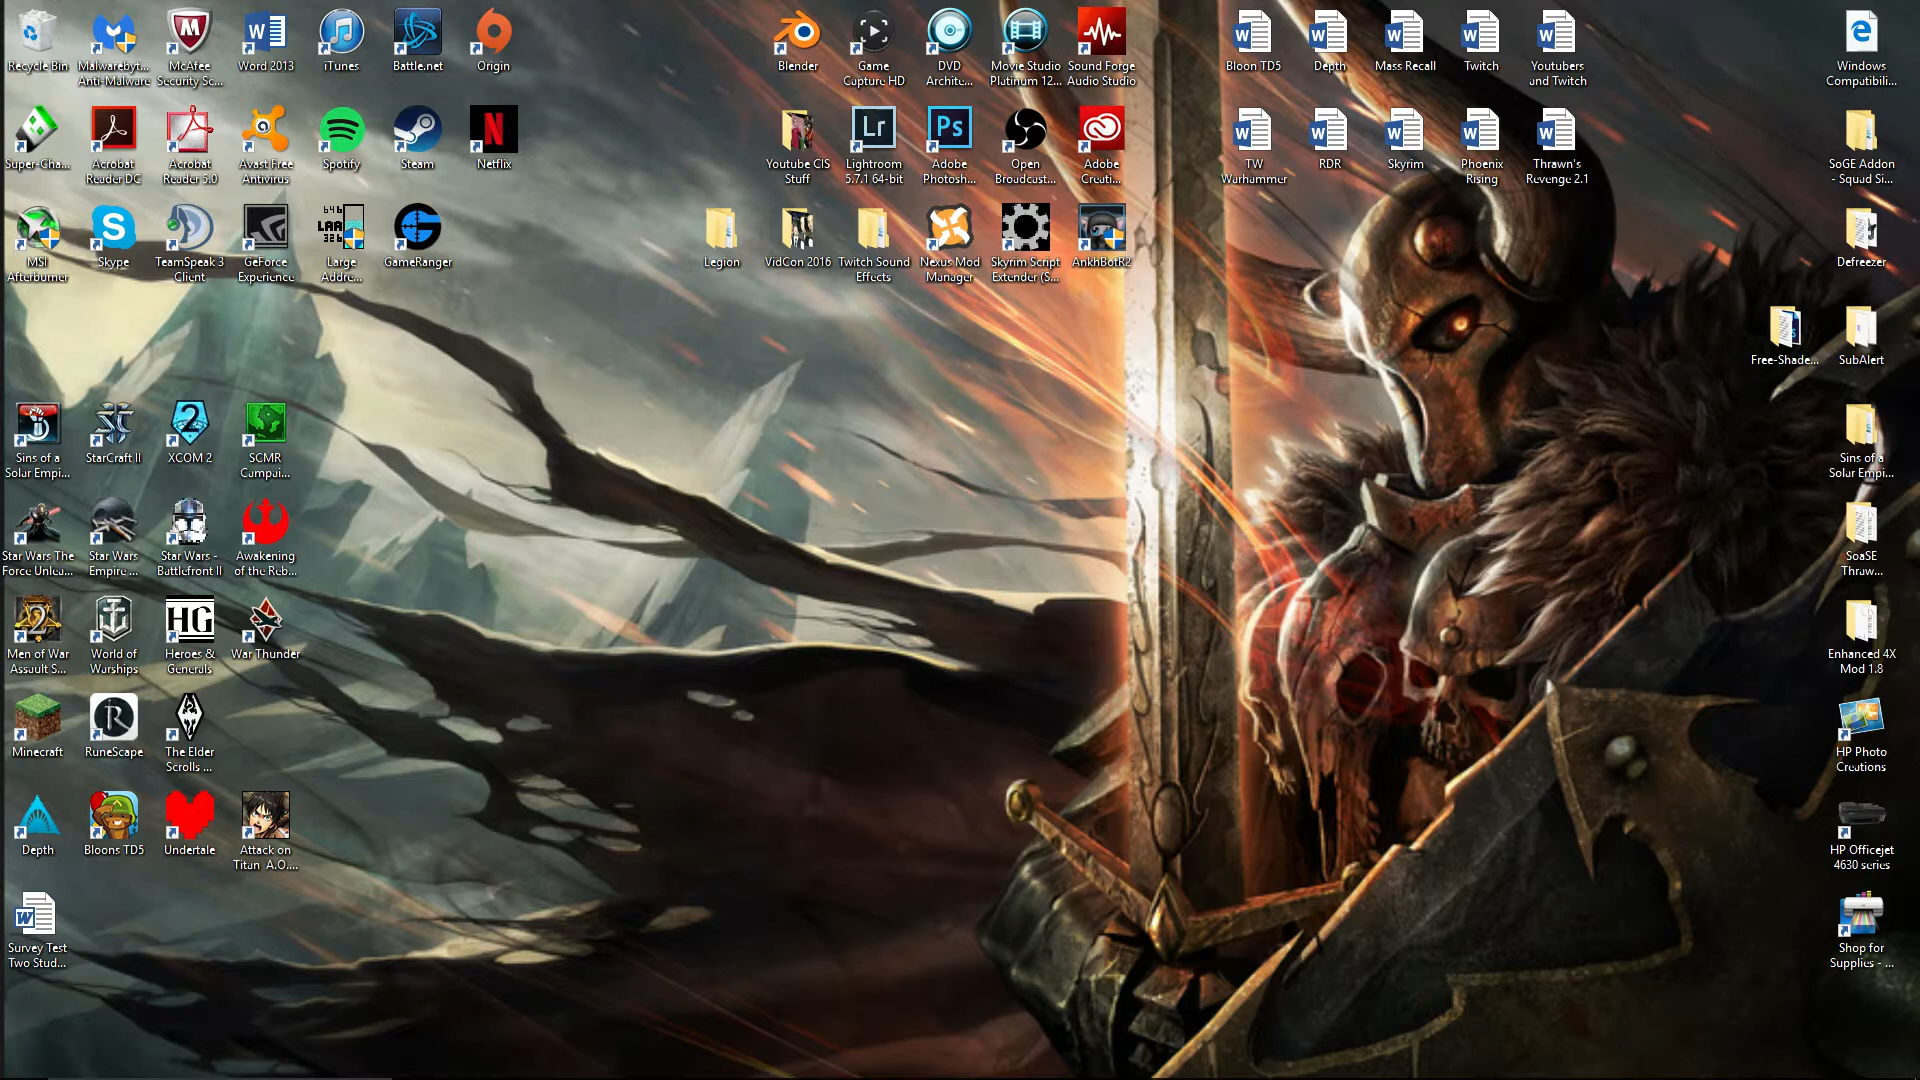 Recycle Bin
Malwarebyt...
Anti-Malware
McAfee
Security Sc...
Word 2013
iTunes
Battle.net
Origin
Blender
Game
Capture HD
DVD
Archite...
Movie Studio
Platinum 12...
Sound Forge
Audio Studio
Bloon TD5
Depth
Mass Recall
Twitch
Youtubers
and Twitch
Windows
Compatibili...
Super-Cha...
Acrobat
Reader DC
Acrobat
Reader 5.0
Avast Free
Antivirus
Spotify
Steam
N
Netflix
Youtube CIS
Stuff
Lr
Lightroom
5.7.1 64-bit
Ps
Adobe
Photosh...
Open
Broadcast...
Adobe
Creati...
TW
Warhammer
RDR
Skyrim
Phoenix
Rising
Thrawn's
Revenge 2.1
SoGE Addon
- Squad Si...
MSI
Afterburner
Skype
TeamSpeak 3
Client
GeForce
Experience
64b
LAA
32b
Large
Addre...
GameRanger
Legion
VidCon 2016
Twitch Sound
Effects
Nexus Mod
Manager
Skyrim Script
Extender (S...
AnkhBotR2
Defreezer
Free-Shade...
SubAlert
Sins of a
Solar Empi...
StarCraft II
2
XCOM 2
SCMR
Campai...
Sins of a
Solar Empi...
Star Wars The
Force Unlea...
Star Wars
Empire ...
Star Wars -
Battlefront II
Awakening
of the Reb...
SoaSE
Thraw...
2
Men of War
Assault S...
World of
Warships
HG
Heroes &
Generals
War Thunder
Enhanced 4X
Mod 1.8
Minecraft
R
RuneScape
The Elder
Scrolls ...
HP Photo
Creations
Depth
Bloons TD5
Undertale
Attack on
Titan A.O....
HP Officejet
4630 series
Survey Test
Two Stud...
Shop for
Supplies - ...